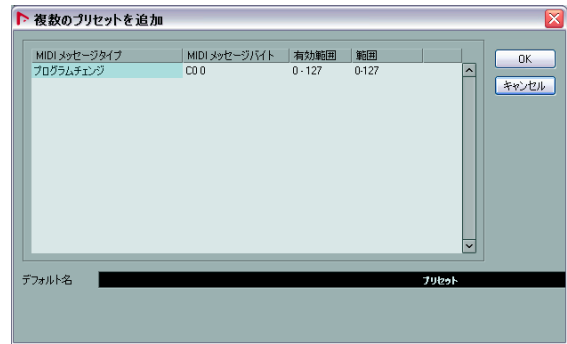 複数のプリセットを追加
MIDI メッセージタイプ MIDI メッセージバイト 有効範囲 範囲
プログラムチェンジ C0 0 0 - 127 0-127
OK
キャンセル
デフォルト名 プリセット